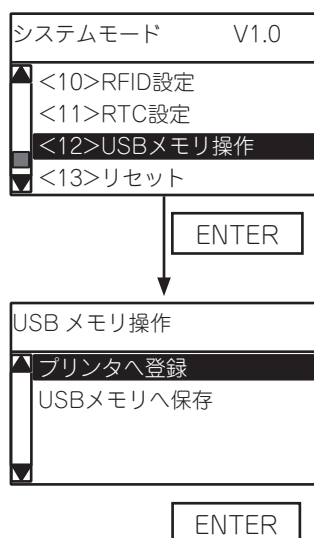 システムモード V1.0
<10>RFID設定
<11>RTC設定
<12>USBメモリ操作
<13>リセット
ENTER
USB メモリ操作
プリンタへ登録
USBメモリへ保存
ENTER